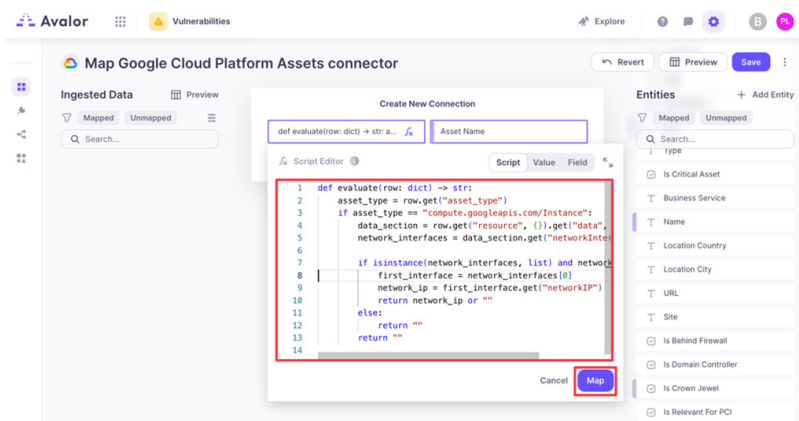 Avalor
Vulnerabilities
Explore
B
PL
Map Google Cloud Platform Assets connector
Revert
Preview
Save
Ingested Data
Preview
Mapped
Unmapped
Search...
Create New Connection
def evaluate(row: dict) → str: a...
fx
Asset Name
fx Script Editor
Script
Value
Field
1 def evaluate(row: dict) -> str:
2 asset_type = row.get("asset_type")
3 if asset_type == "compute.googleapis.com/Instance":
4 data_section = row.get("resource", {}).get("data",
5 network_interfaces = data_section.get("networkInter
6
7 if isinstance(network_interfaces, list) and network
8 first_interface = network_interfaces[0]
9 network_ip = first_interface.get("networkIP")
10 return network_ip or ""
11 else:
12 return ""
13 return ""
14
Cancel
Map
Entities
Add Entity
Mapped
Unmapped
Search...
Type
Is Critical Asset
Business Service
Name
Location Country
Location City
URL
Site
Is Behind Firewall
Is Domain Controller
Is Crown Jewel
Is Relevant For PCI